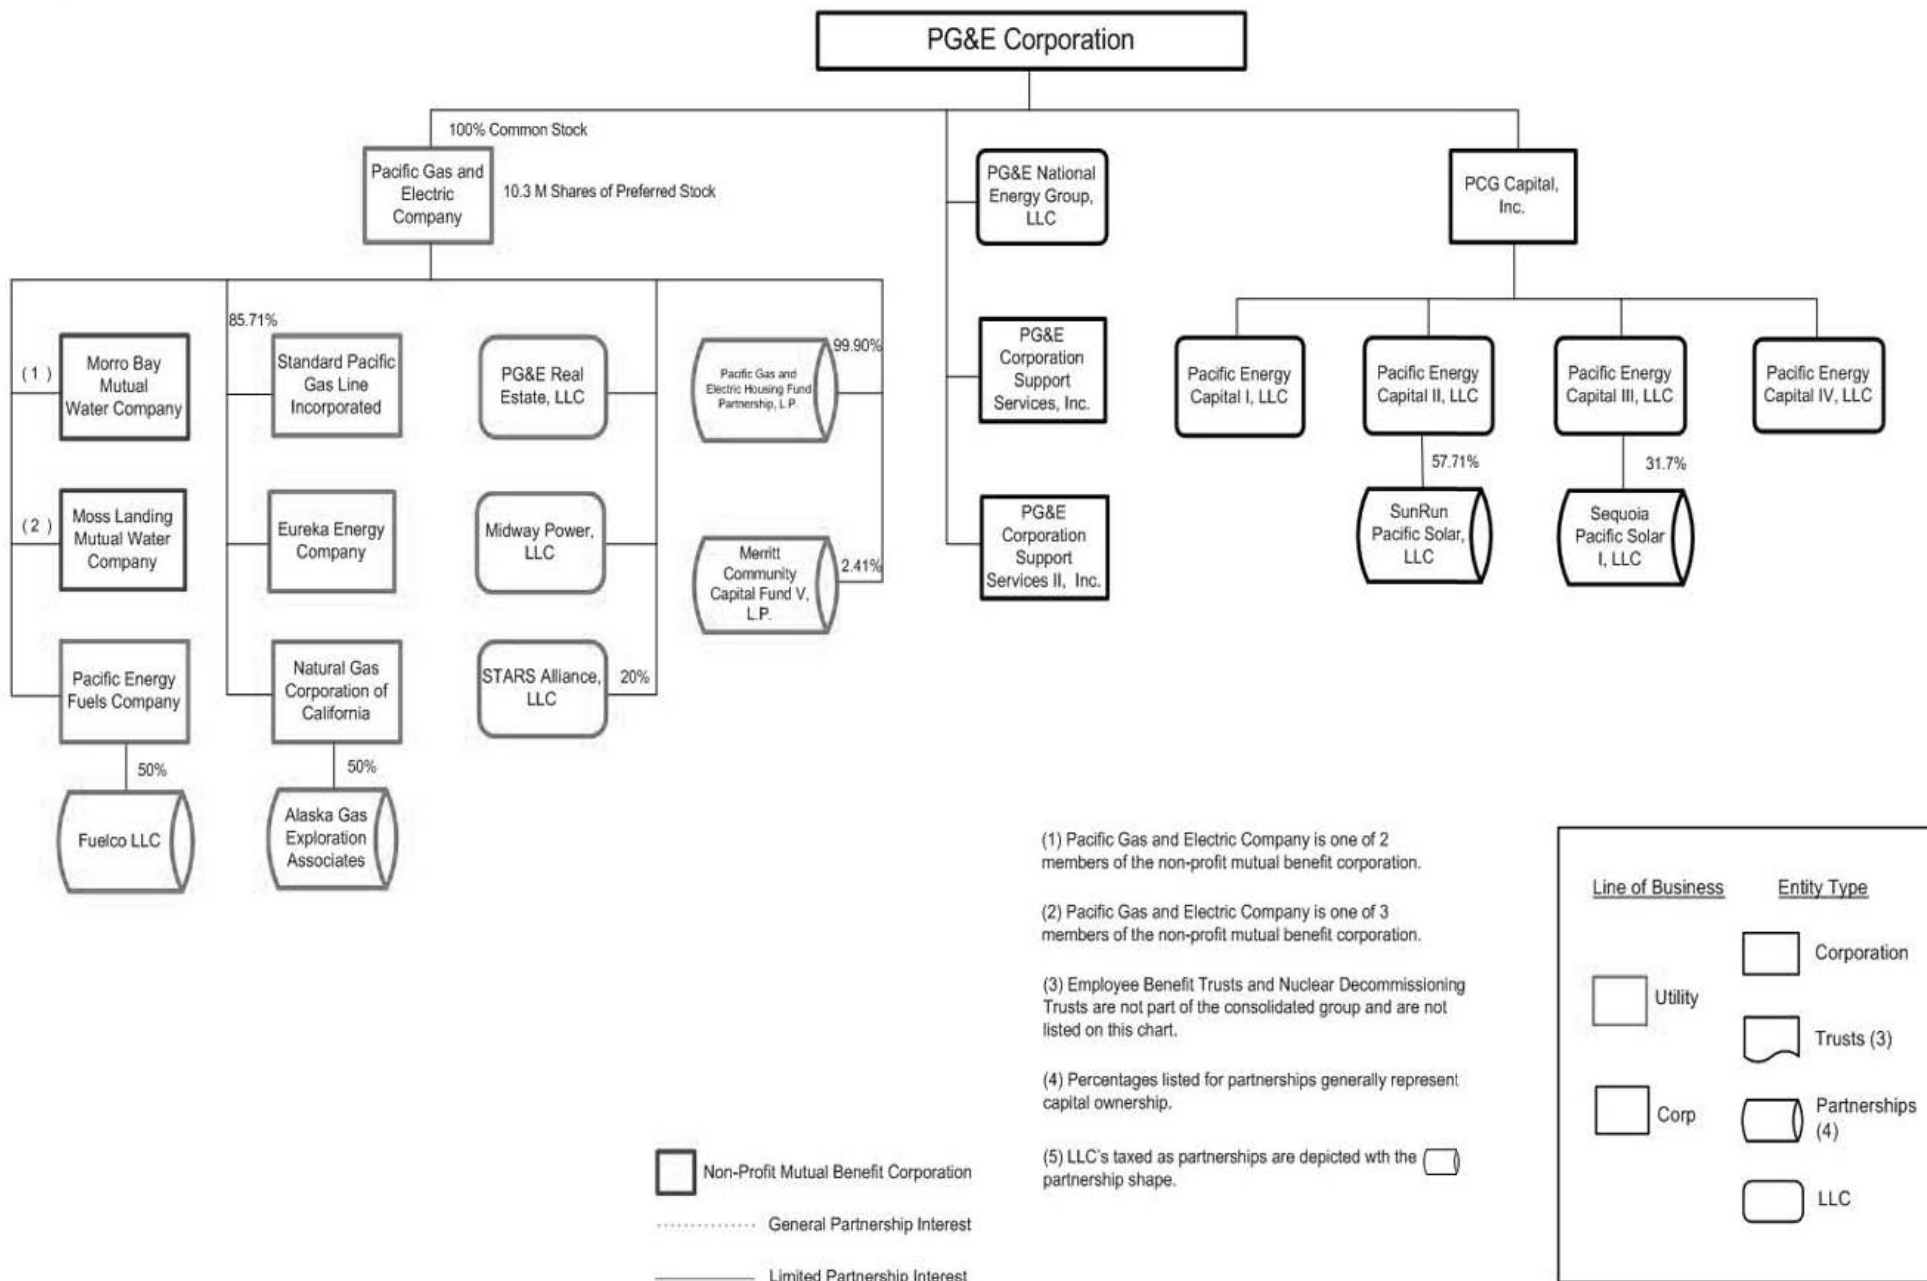 PG&E Corporation
100% Common Stock
Pacific Gas and
Electric
Company
10.3 M Shares of Preferred Stock
PG&E National
Energy Group,
LLC
PCG Capital,
Inc.
85.71%
(1)
Morro Bay
Mutual
Water Company
Standard Pacific
Gas Line
Incorporated
PG&E Real
Estate, LLC
Pacific Gas and
Electric Housing Fund
Partnership, L.P.
99.90%
PG&E
Corporation
Support
Services, Inc.
Pacific Energy
Capital I, LLC
Pacific Energy
Capital II, LLC
Pacific Energy
Capital III, LLC
Pacific Energy
Capital IV, LLC
57.71%
31.7%
(2)
Moss Landing
Mutual Water
Company
Eureka Energy
Company
Midway Power,
LLC
Merritt
Community
Capital Fund V,
L.P.
2.41%
PG&E
Corporation
Support
Services II, Inc.
SunRun
Pacific Solar,
LLC
Sequoia
Pacific Solar
I, LLC
Pacific Energy
Fuels Company
Natural Gas
Corporation of
California
STARS Alliance,
LLC
20%
50%
50%
Fuelco LLC
Alaska Gas
Exploration
Associates
(1) Pacific Gas and Electric Company is one of 2
members of the non-profit mutual benefit corporation.
(2) Pacific Gas and Electric Company is one of 3
members of the non-profit mutual benefit corporation.
(3) Employee Benefit Trusts and Nuclear Decommissioning
Trusts are not part of the consolidated group and are not
listed on this chart.
(4) Percentages listed for partnerships generally represent
capital ownership.
(5) LLC's taxed as partnerships are depicted wth the
partnership shape.
Non-Profit Mutual Benefit Corporation
General Partnership Interest
Limited Partnership Interest
Line of Business
Utility
Corp
Entity Type
Corporation
Trusts (3)
Partnerships
(4)
LLC